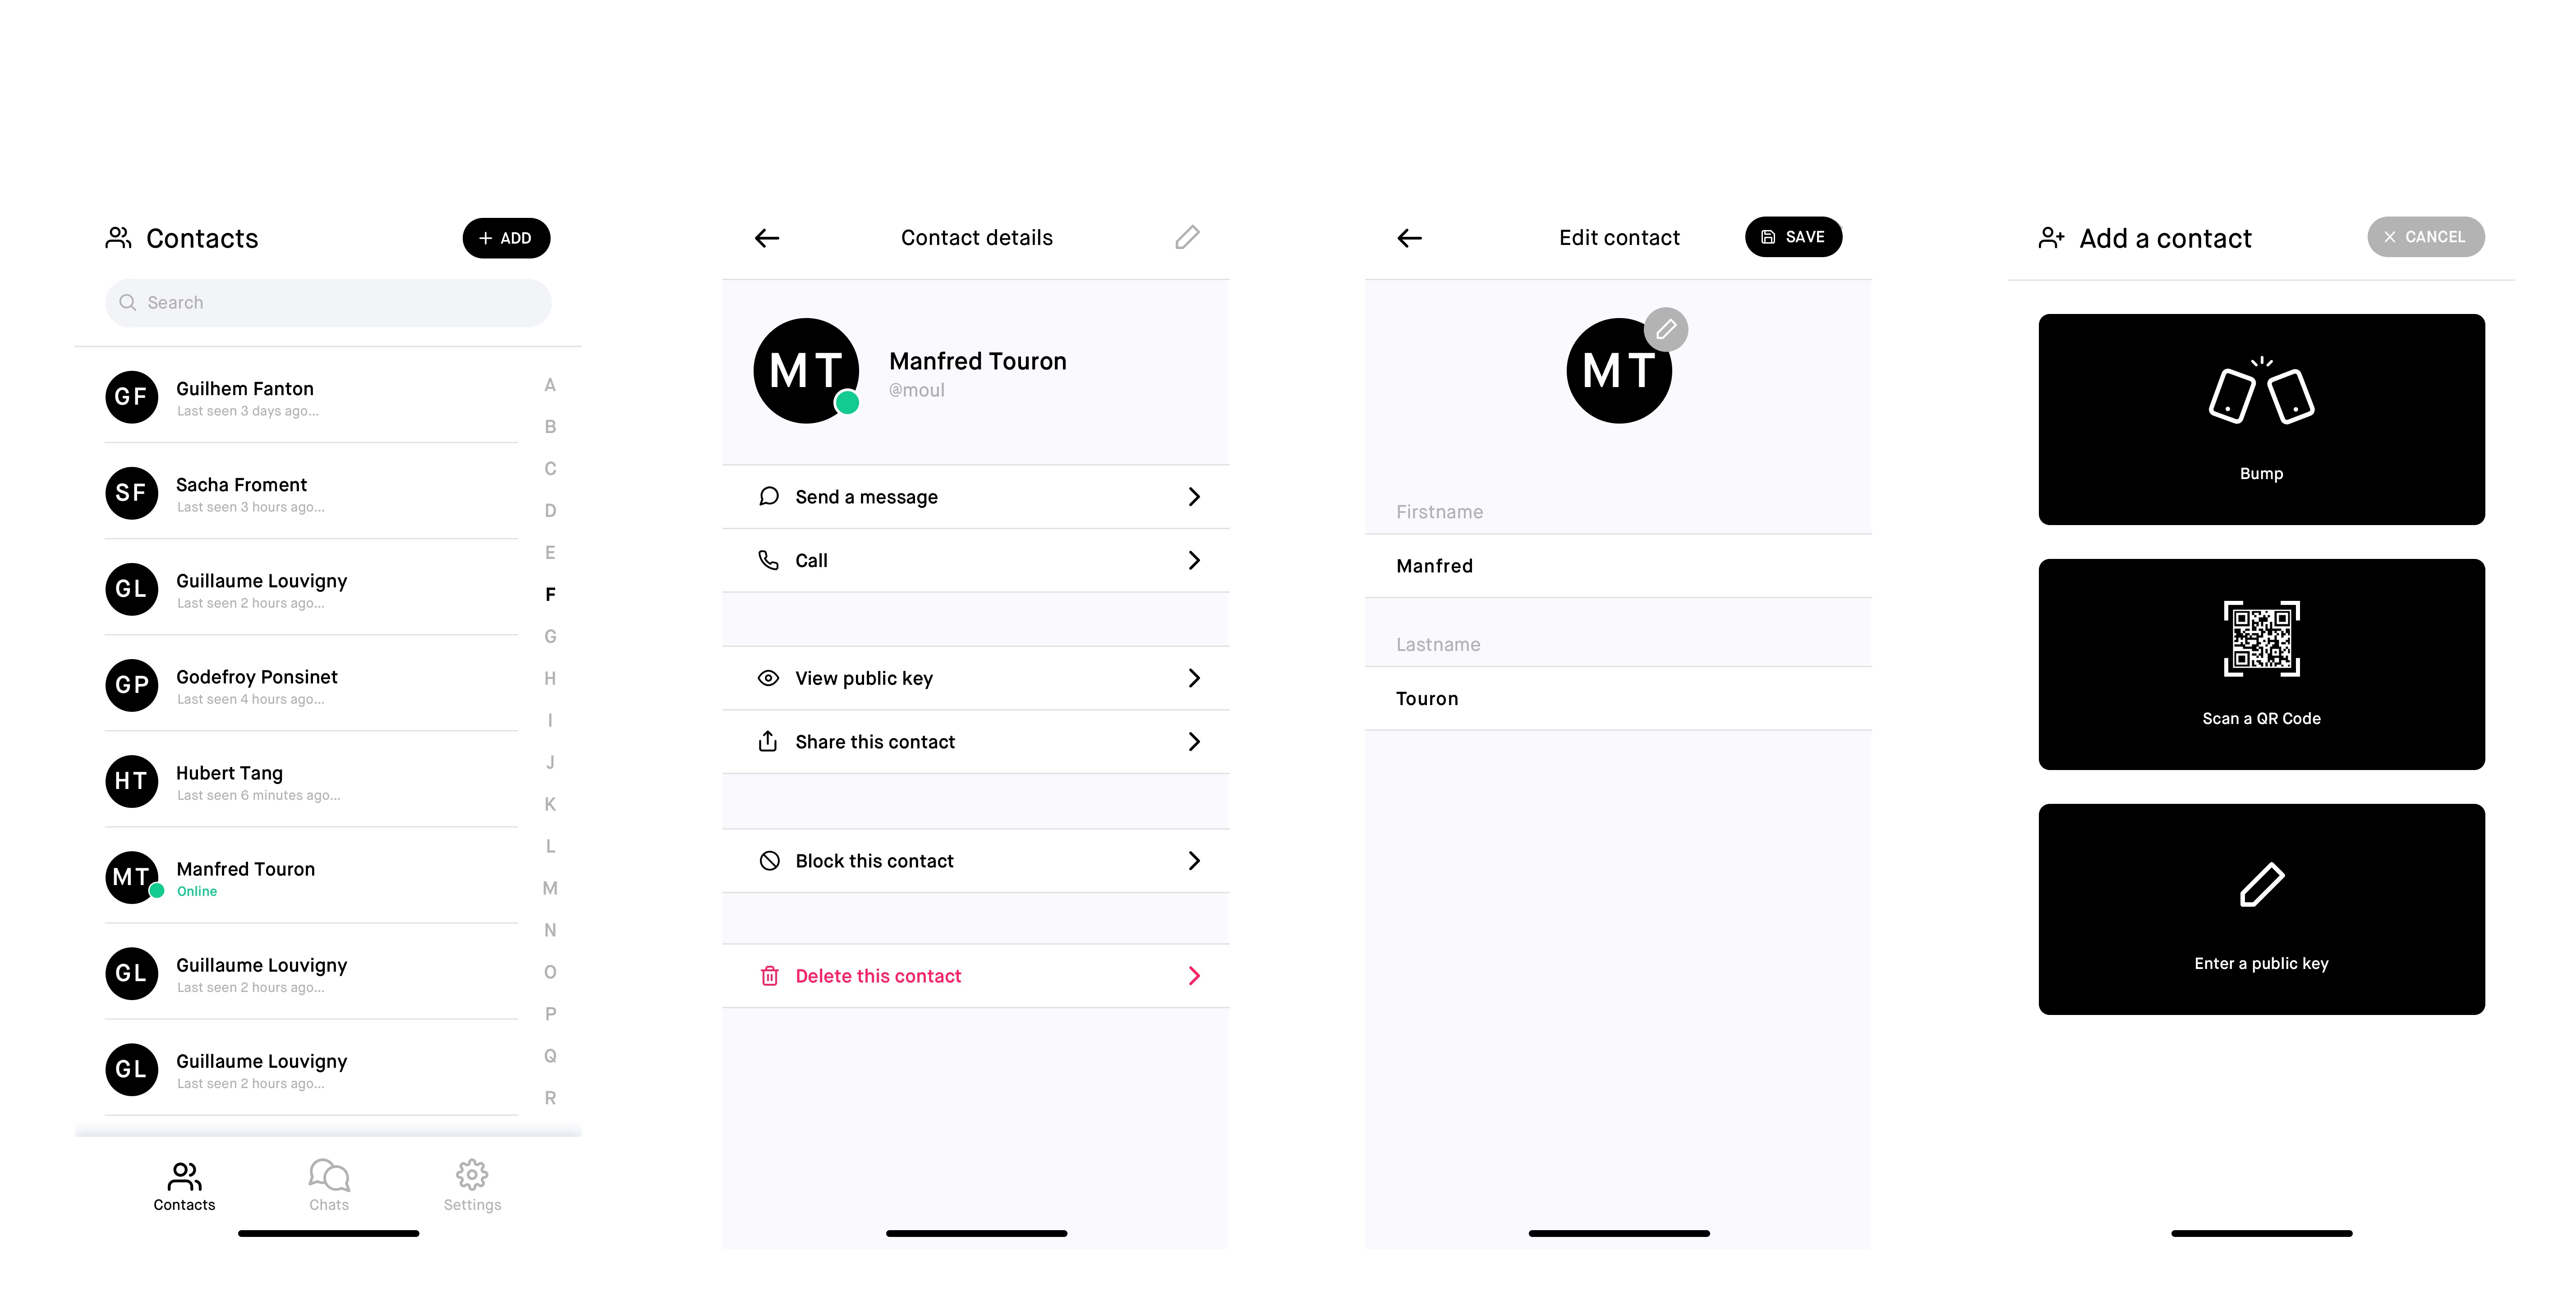 Contacts
+ ADD
Search
GF
Guilhem Fanton
Last seen 3 days ago...
SF
Sacha Froment
Last seen 3 hours ago...
GL
Guillaume Louvigny
Last seen 2 hours ago...
GP
Godefroy Ponsinet
Last seen 4 hours ago...
HT
Hubert Tang
Last seen 6 minutes ago...
MT
Manfred Touron
Online
GL
Guillaume Louvigny
Last seen 2 hours ago...
GL
Guillaume Louvigny
Last seen 2 hours ago...
A
B
C
D
E
F
G
H
I
J
K
L
M
N
O
P
Q
R
Contacts
Chats
Settings
Contact details
MT
Manfred Touron
@moul
Send a message
Call
View public key
Share this contact
Block this contact
Delete this contact
Edit contact
SAVE
MT
Firstname
Manfred
Lastname
Touron
Add a contact
CANCEL
Bump
Scan a QR Code
Enter a public key